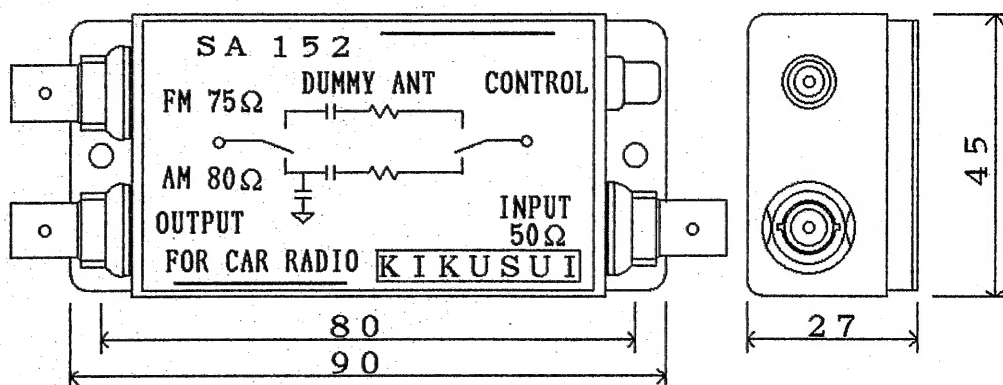 SA 152
DUMMY ANT
CONTROL
FM 75Ω
AM 80Ω
OUTPUT
INPUT
50Ω
FOR CAR RADIO
KIKUSUI
80
90
27
45